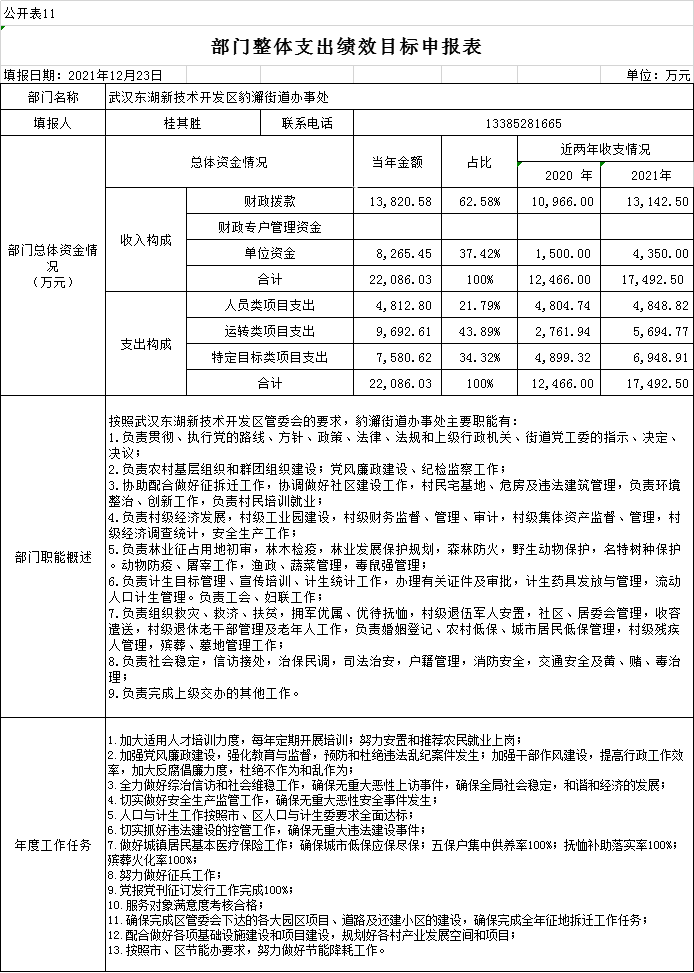 公开表11
部门整体支出绩效目标申报表
填报日期：2021年12月23日 单位：万元
部门名称 武汉东湖新技术开发区豹澥街道办事处
填报人 桂其胜 联系电话 13385281665
部门总体资金情况（万元） 总体资金情况 当年金额 占比 近两年收支情况
2020 年 2021年
收入构成 财政拨款 13,820.58 62.58% 10,966.00 13,142.50
财政专户管理资金
单位资金 8,265.45 37.42% 1,500.00 4,350.00
合计 22,086.03 100% 12,466.00 17,492.50
支出构成 人员类项目支出 4,812.80 21.79% 4,804.74 4,848.82
运转类项目支出 9,692.61 43.89% 2,761.94 5,694.77
特定目标类项目支出 7,580.62 34.32% 4,899.32 6,948.91
合计 22,086.03 100% 12,466.00 17,492.50
部门职能概述
按照武汉东湖新技术开发区管委会的要求，豹澥街道办事处主要职能有：
1.负责贯彻、执行党的路线、方针、政策、法律、法规和上级行政机关、街道党工委的指示、决定、
决议；
2.负责农村基层组织和群团组织建设；党风廉政建设、纪检监察工作；
3.协助配合做好征拆迁工作，协调做好社区建设工作，村民宅基地、危房及违法建筑管理，负责环境
整治、创新工作，负责村民培训就业；
4.负责村级经济发展，村级工业园建设，村级财务监督、管理、审计，村级集体资产监督、管理，村
级经济调查统计，安全生产工作；
5.负责林业征占用地初审，林木检疫，林业发展保护规划，森林防火，野生动物保护，名特树种保护
。动物防疫、屠宰工作，渔政、蔬菜管理，毒鼠强管理；
6.负责计生目标管理、宣传培训、计生统计工作，办理有关证件及审批，计生药具发放与管理，流动
人口计生管理。负责工会、妇联工作；
7.负责组织救灾、救济、扶贫，拥军优属、优待抚恤，村级退伍军人安置，社区、居委会管理，收容
遣送，村级退休老干部管理及老年人工作，负责婚姻登记、农村低保、城市居民低保管理，村级残疾
人管理，殡葬、墓地管理工作；
8.负责社会稳定，信访接处，治保民调，司法治安，户籍管理，消防安全，交通安全及黄、赌、毒治
理；
9.负责完成上级交办的其他工作。
年度工作任务
1.加大适用人才培训力度，每年定期开展培训；努力安置和推荐农民就业上岗；
2.加强党风廉政建设，强化教育与监督，预防和杜绝违法乱纪案件发生；加强干部作风建设，提高行政工作效
率，加大反腐倡廉力度，杜绝不作为和乱作为；
3.全力做好综治信访和社会维稳工作，确保无重大恶性上访事件，确保全局社会稳定，和谐和经济的发展；
4.切实做好安全生产监管工作，确保无重大恶性安全事件发生；
5.人口与计生工作按照市、区人口与计生委要求全面达标；
6.切实抓好违法建设的控管工作，确保无重大违法建设事件；
7.做好城镇居民基本医疗保险工作；确保城市低保应保尽保；五保户集中供养率100%；抚恤补助落实率100%；
殡葬火化率100%；
8.努力做好征兵工作；
9.党报党刊征订发行工作完成100%；
10.服务对象满意度考核合格；
11.确保完成区管委会下达的各大园区项目、道路及还建小区的建设，确保完成全年征地拆迁工作任务；
12.配合做好各项基础设施建设和项目建设，规划好各村产业发展空间和项目；
13.按照市、区节能办要求，努力做好节能降耗工作。